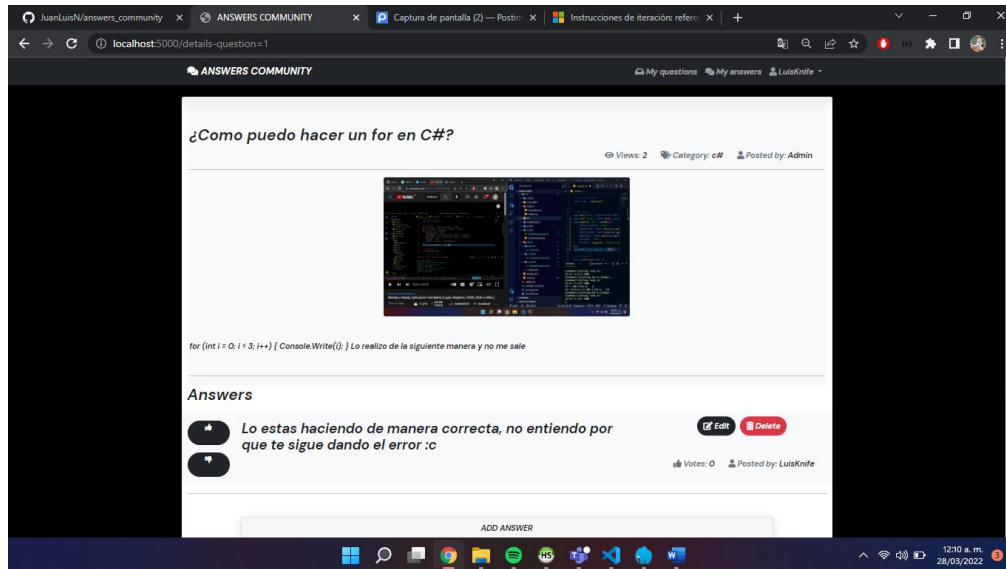 JuanLuisN/answers_community
ANSWERS COMMUNITY
Captura de pantalla (2) — Postim
Instrucciones de iteración: refere
localhost:5000/details-question=1
ANSWERS COMMUNITY
My questions My answers LuisKnife
¿Como puedo hacer un for en C#?
Views: 2 Category: c# Posted by: Admin
for (int i = 0; i < 3; i++) { Console.Write(i); } Lo realizo de la siguiente manera y no me sale
Answers
Lo estas haciendo de manera correcta, no entiendo por
que te sigue dando el error :c
Edit Delete
Votes: 0 Posted by: LuisKnife
ADD ANSWER
12:10 a. m.
28/03/2022
3